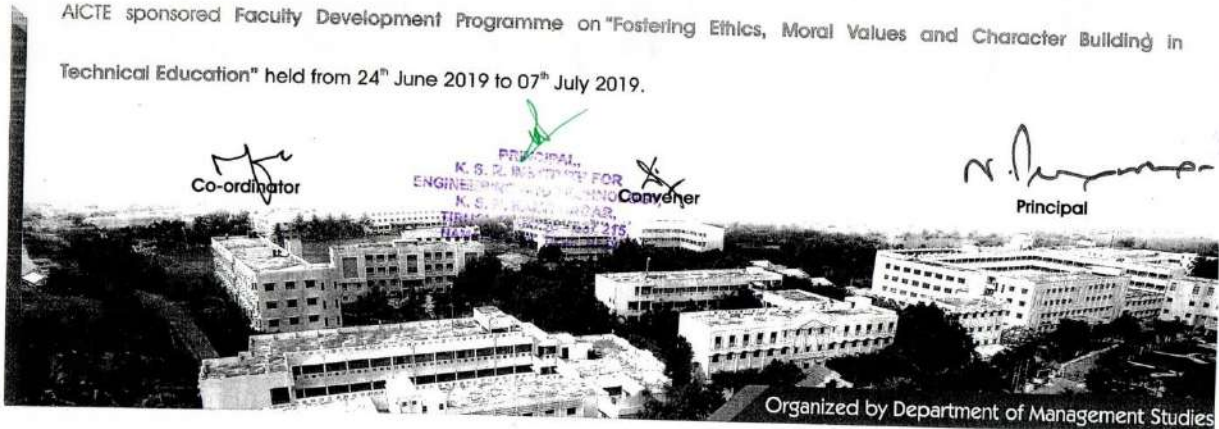 AICTE sponsored Faculty Development Programme on "Fostering Ethics, Moral Values and Character Building in
Technical Education" held from 24th June 2019 to 07th July 2019.
PRINCIPAL,
K. S. R. INSTITUTE FOR
ENGINEERING
K. S. R.
215
Co-ordinator
Convener
Principal
Organized by Department of Management Studies